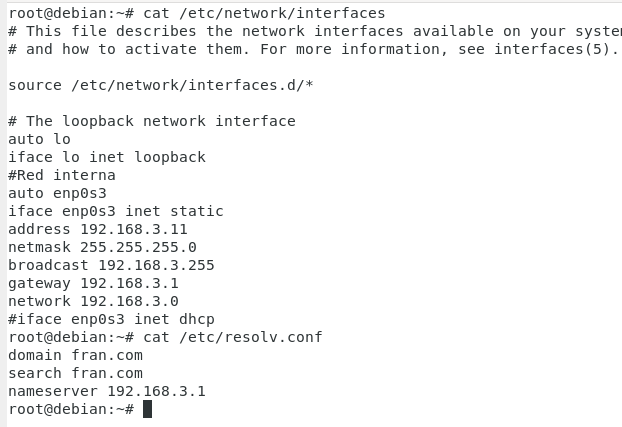 root@debian:~# cat /etc/network/interfaces
# This file describes the network interfaces available on your system
# and how to activate them. For more information, see interfaces(5).
source /etc/network/interfaces.d/*
# The loopback network interface
auto lo
iface lo inet loopback
#Red interna
auto enp0s3
iface enp0s3 inet static
address 192.168.3.11
netmask 255.255.255.0
broadcast 192.168.3.255
gateway 192.168.3.1
network 192.168.3.0
#iface enp0s3 inet dhcp
root@debian:~# cat /etc/resolv.conf
domain fran.com
search fran.com
nameserver 192.168.3.1
root@debian:~#